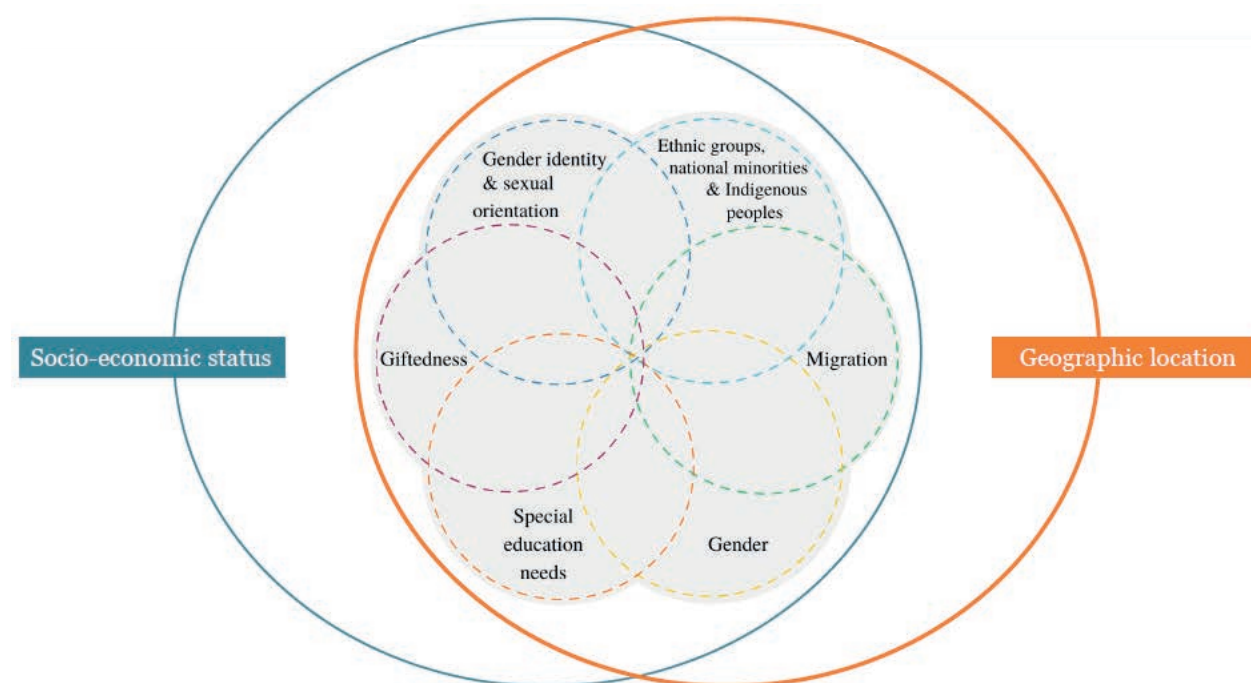 Gender identity
& sexual
orientation
Ethnic groups,
national minorities
& Indigenous
peoples
Socio-economic status
Giftedness
Migration
Geographic location
Special
education
needs
Gender